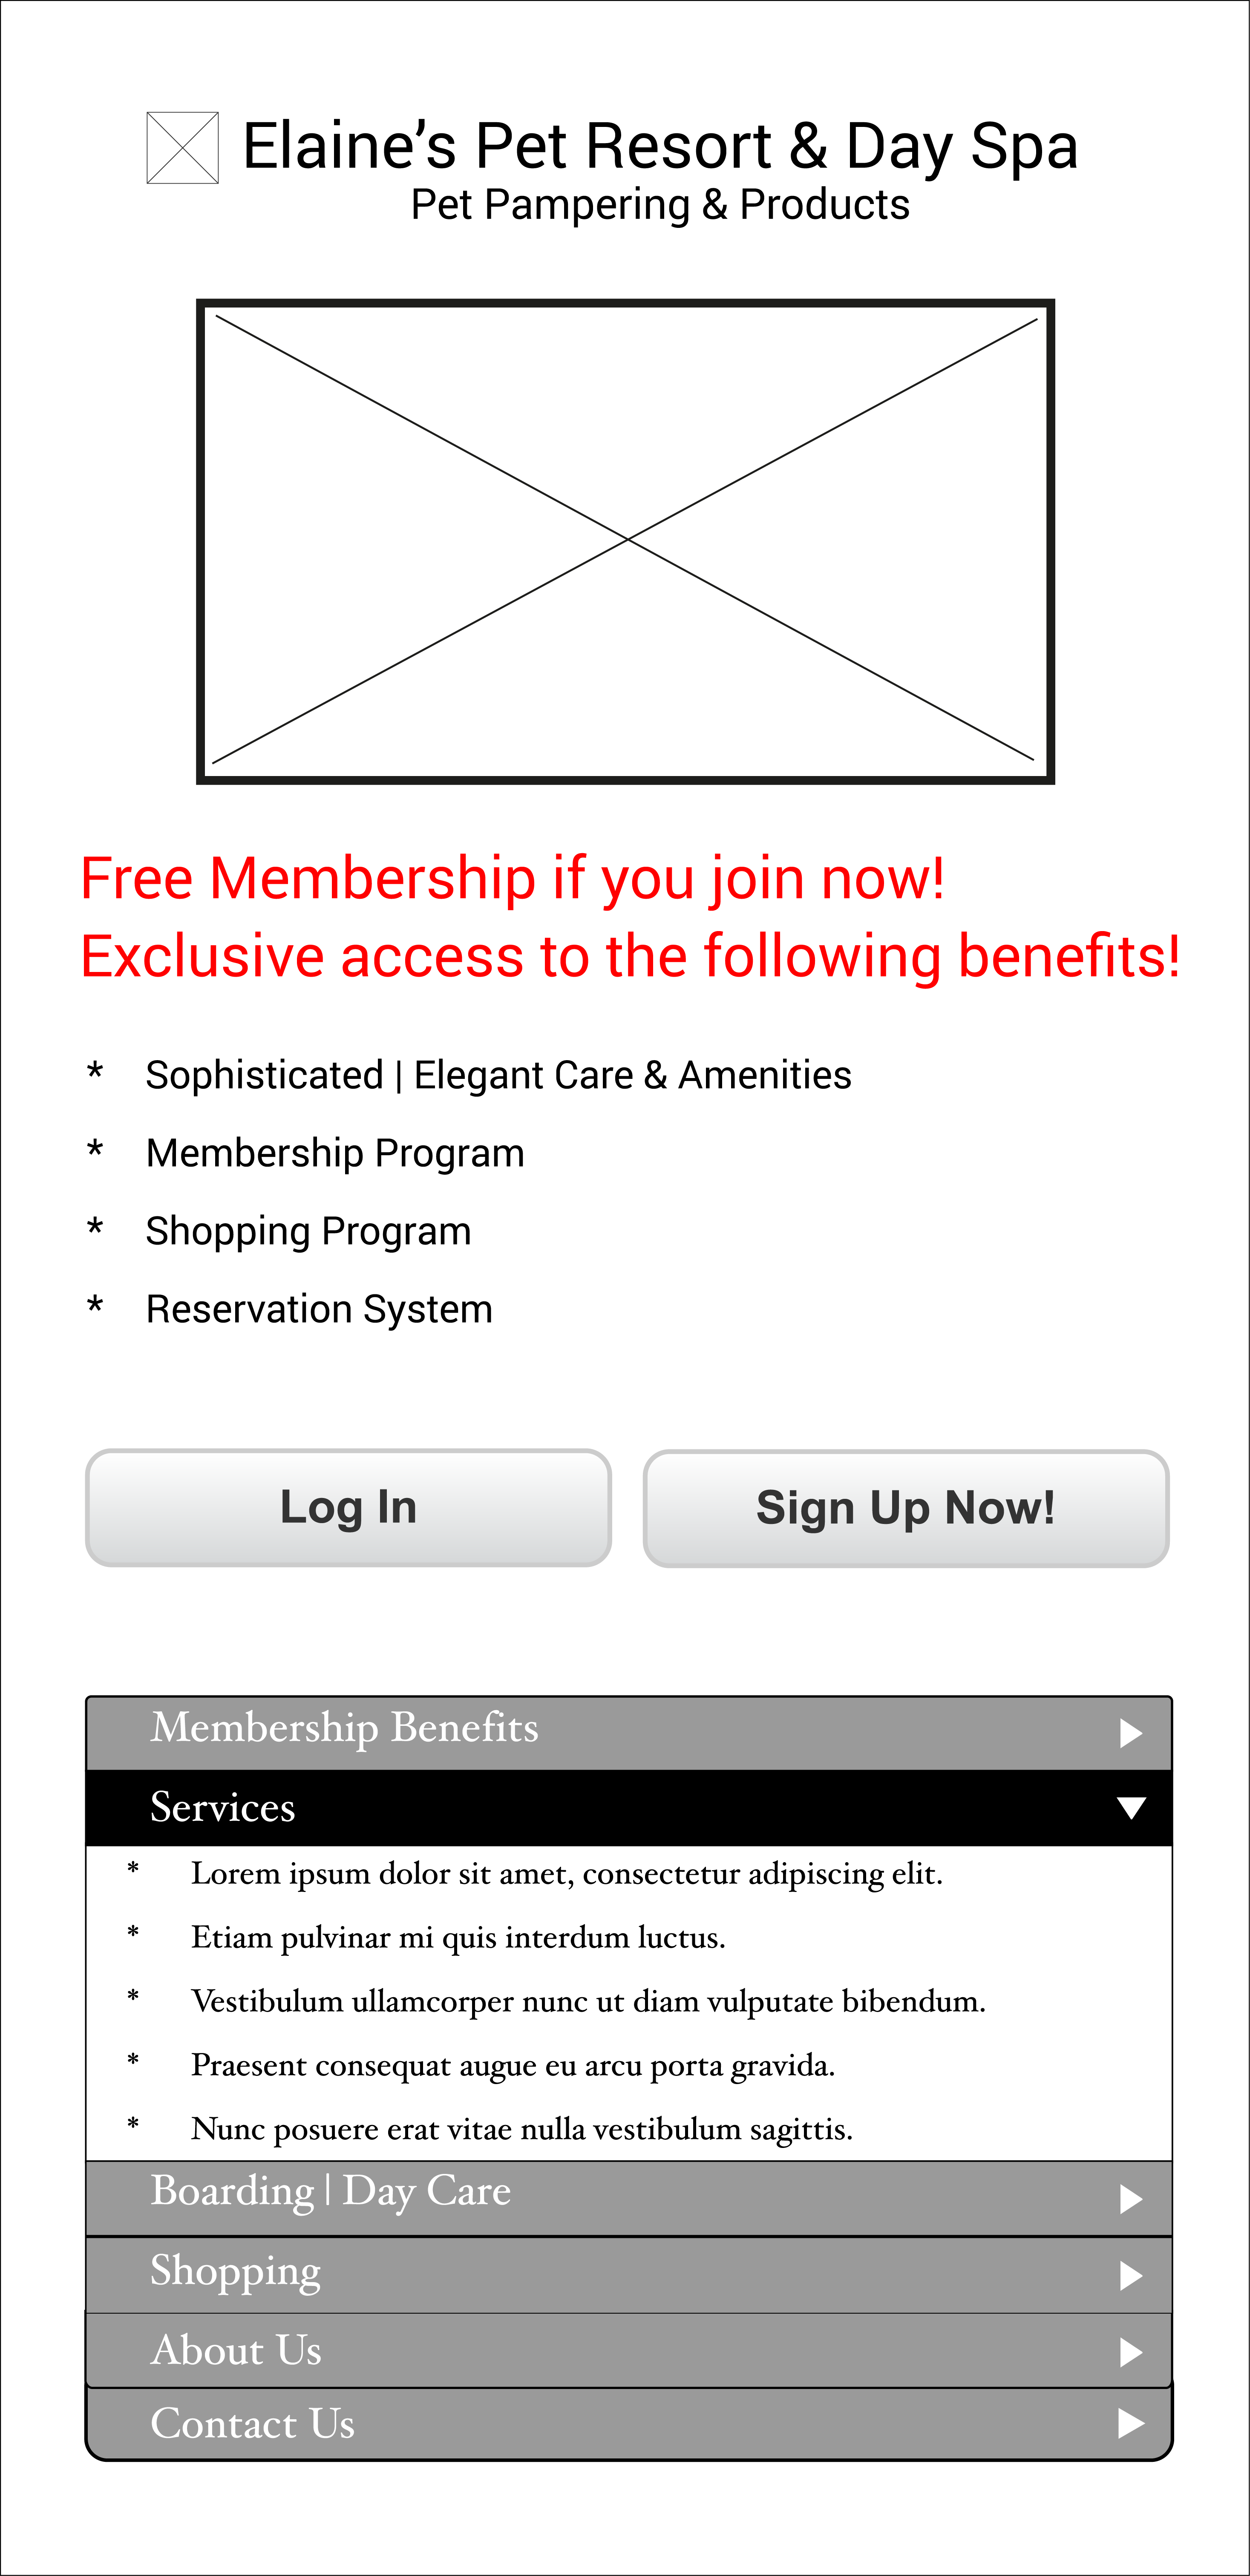 Elaine’s Pet Resort & Day Spa
Pet Pampering & Products
Free Membership if you join now!
Exclusive access to the following benefits!
* Sophisticated | Elegant Care & Amenities
* Membership Program
* Shopping Program
* Reservation System
Log In
Sign Up Now!
Membership Benefits
Services
* Lorem ipsum dolor sit amet, consectetur adipiscing elit.
* Etiam pulvinar mi quis interdum luctus.
* Vestibulum ullamcorper nunc ut diam vulputate bibendum.
* Praesent consequat augue eu arcu porta gravida.
* Nunc posuere erat vitae nulla vestibulum sagittis.
Boarding | Day Care
Shopping
About Us
Contact Us